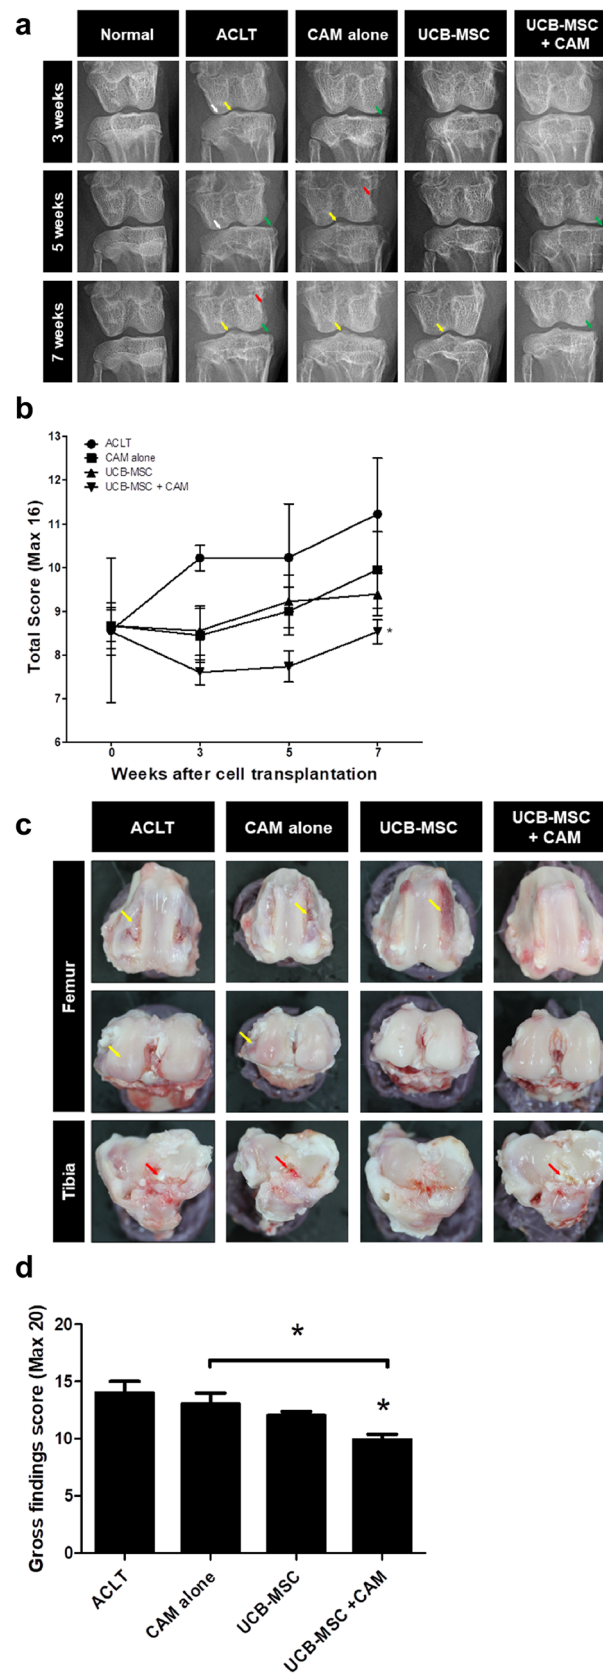 a
Normal
ACLT
CAM alone
UCB-MSC
UCB-MSC
+ CAM
3 weeks
5 weeks
7 weeks
b
Total Score (Max 16)
13
12
11
10
9
8
7
6
ACLT
CAM alone
UCB-MSC
UCB-MSC + CAM
*
0
3
5
7
Weeks after cell transplantation
c
ACLT
CAM alone
UCB-MSC
UCB-MSC
+ CAM
Femur
Tibia
d
Gross findings score (Max 20)
20
15
10
5
0
*
*
ACLT
CAM alone
UCB-MSC
UCB-MSC +CAM